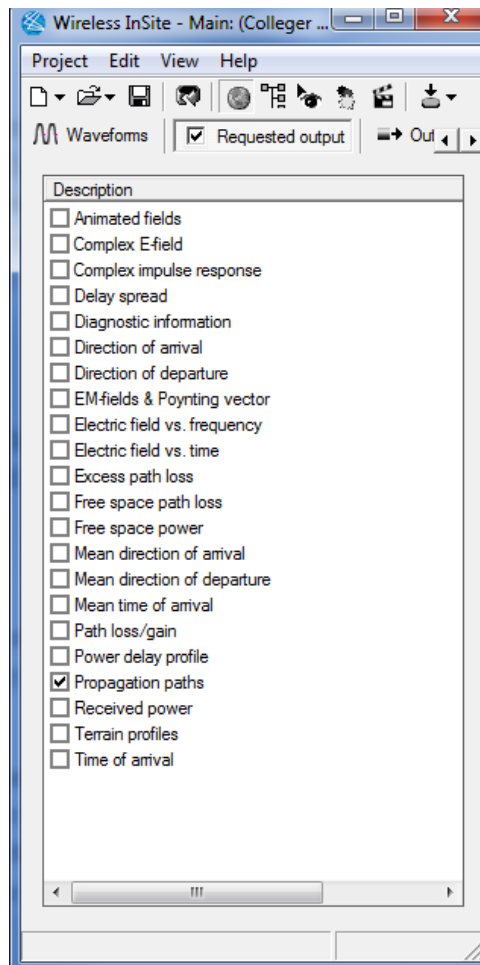 Wireless InSite - Main: (Colleger ...
Project Edit View Help
Waveforms Requested output Out
Description
Animated fields
Complex E-field
Complex impulse response
Delay spread
Diagnostic information
Direction of arrival
Direction of departure
EM-fields & Poynting vector
Electric field vs. frequency
Electric field vs. time
Excess path loss
Free space path loss
Free space power
Mean direction of arrival
Mean direction of departure
Mean time of arrival
Path loss/gain
Power delay profile
Propagation paths
Received power
Terrain profiles
Time of arrival